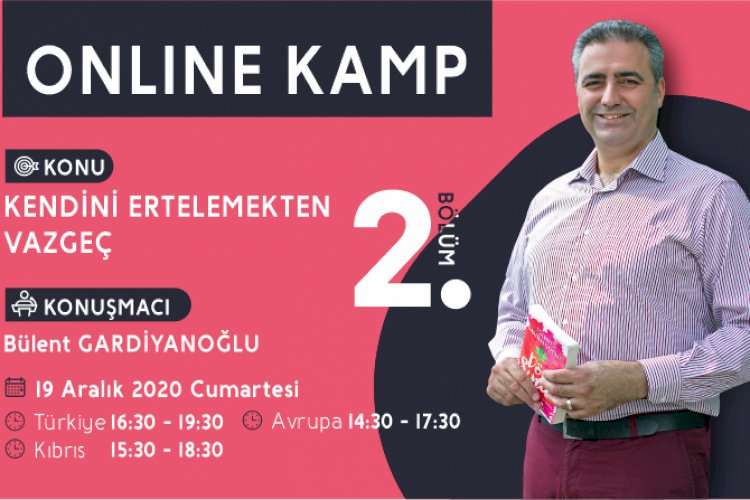 ONLINE KAMP
KONU
KENDİNİ ERTELEMEKTEN
VAZGEÇ
2. BÖLÜM
KONUŞMACI
Bülent GARDİYANOĞLU
19 Aralık 2020 Cumartesi
Türkiye 16:30 - 19:30
Avrupa 14:30 - 17:30
Kıbrıs 15:30 - 18:30